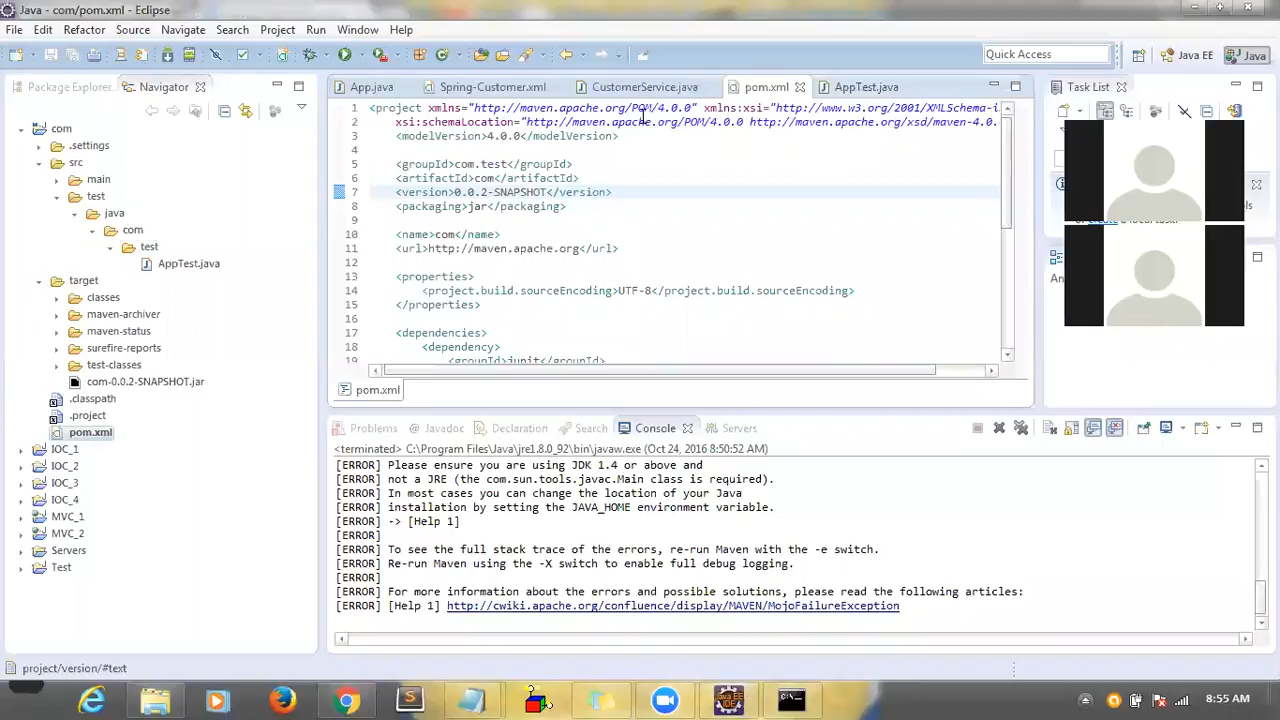 Java - com/pom.xml - Eclipse
File Edit Navigate Search Project Run Window Help
Refactor Source
Quick Access
Java EE
Java
Package Explorer
Navigator
com
.settings
src
main
test
java
com
test
AppTest.java
target
classes
maven-archiver
maven-status
surefire-reports
test-classes
com-0.0.2-SNAPSHOT.jar
.classpath
.project
pom.xml
IOC_1
IOC_2
IOC_3
IOC_4
MVC_1
MVC_2
Servers
Test
App.java
Spring-Customer.xml
CustomerService.java
pom.xml
AppTest.java
1 <project xmlns="http://maven.apache.org/POM/4.0.0" xmlns:xsi="http://www.w3.org/2001/XMLSchema-i
2 xsi:schemaLocation="http://maven.apache.org/POM/4.0.0 http://maven.apache.org/xsd/maven-4.0.
3 <modelVersion>4.0.0</modelVersion>
4
5 <groupId>com.test</groupId>
6 <artifactId>com</artifactId>
7 <version>0.0.2-SNAPSHOT</version>
8 <packaging>jar</packaging>
9
10 <name>com</name>
11 <url>http://maven.apache.org</url>
12
13 <properties>
14 <project.build.sourceEncoding>UTF-8</project.build.sourceEncoding>
15 </properties>
16
17 <dependencies>
18 <dependency>
19 <groupId>junit</groupId>
pom.xml
Task List
Problems
Javadoc
Declaration
Search
Console
Servers
<terminated> C:\Program Files\Java\jre1.8.0_92\bin\javaw.exe (Oct 24, 2016 8:50:52 AM)
[ERROR] Please ensure you are using JDK 1.4 or above and
[ERROR] not a JRE (the com.sun.tools.javac.Main class is required).
[ERROR] In most cases you can change the location of your Java
[ERROR] installation by setting the JAVA_HOME environment variable.
[ERROR] -> [Help 1]
[ERROR]
[ERROR] To see the full stack trace of the errors, re-run Maven with the -e switch.
[ERROR] Re-run Maven using the -X switch to enable full debug logging.
[ERROR]
[ERROR] For more information about the errors and possible solutions, please read the following articles:
[ERROR] [Help 1] http://cwiki.apache.org/confluence/display/MAVEN/MojoFailureException
project/version/#text
8:55 AM